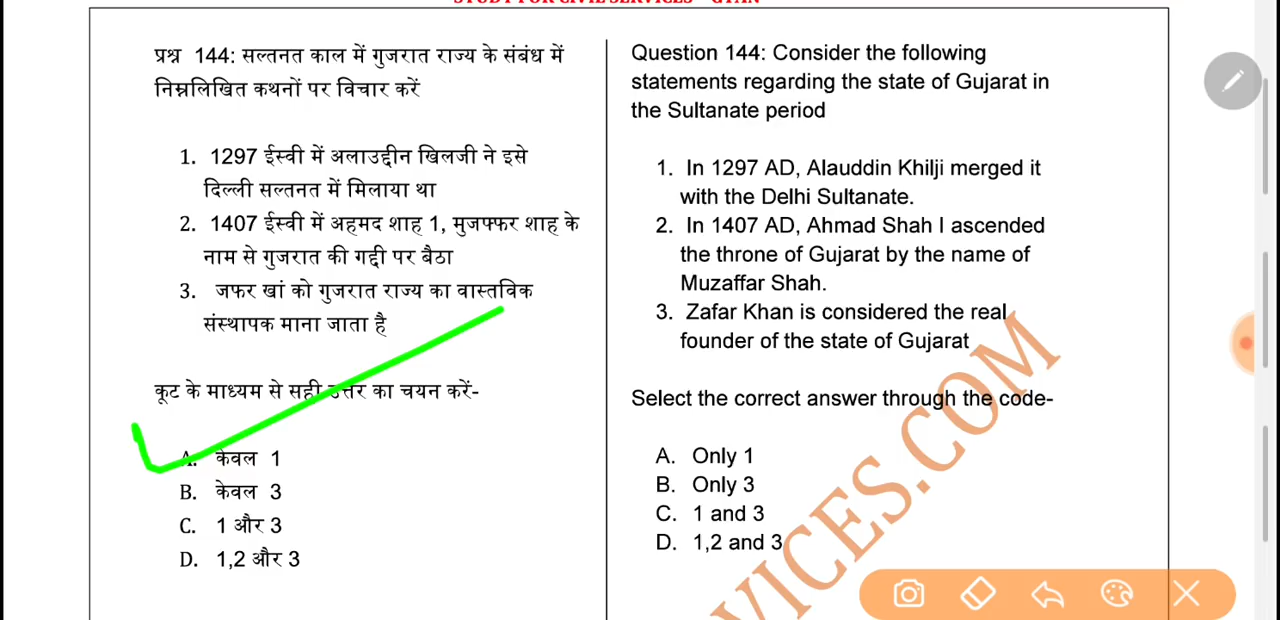 STUDY FOR CIVIL SERVICES – GYAN
प्रश्न 144: सल्तनत काल में गुजरात राज्य के संबंध में
निम्नलिखित कथनों पर विचार करें
1. 1297 ईस्वी में अलाउद्दीन खिलजी ने इसे
दिल्ली सल्तनत में मिलाया था
2. 1407 ईस्वी में अहमद शाह 1, मुजफ्फर शाह के
नाम से गुजरात की गद्दी पर बैठा
3. जफर खां को गुजरात राज्य का वास्तविक
संस्थापक माना जाता है
कूट के माध्यम से सही उत्तर का चयन करें-
A. केवल 1
B. केवल 3
C. 1 और 3
D. 1,2 और 3
Question 144: Consider the following
statements regarding the state of Gujarat in
the Sultanate period
1. In 1297 AD, Alauddin Khilji merged it
with the Delhi Sultanate.
2. In 1407 AD, Ahmad Shah I ascended
the throne of Gujarat by the name of
Muzaffar Shah.
3. Zafar Khan is considered the real
founder of the state of Gujarat
Select the correct answer through the code-
A. Only 1
B. Only 3
C. 1 and 3
D. 1,2 and 3
VICES.COM